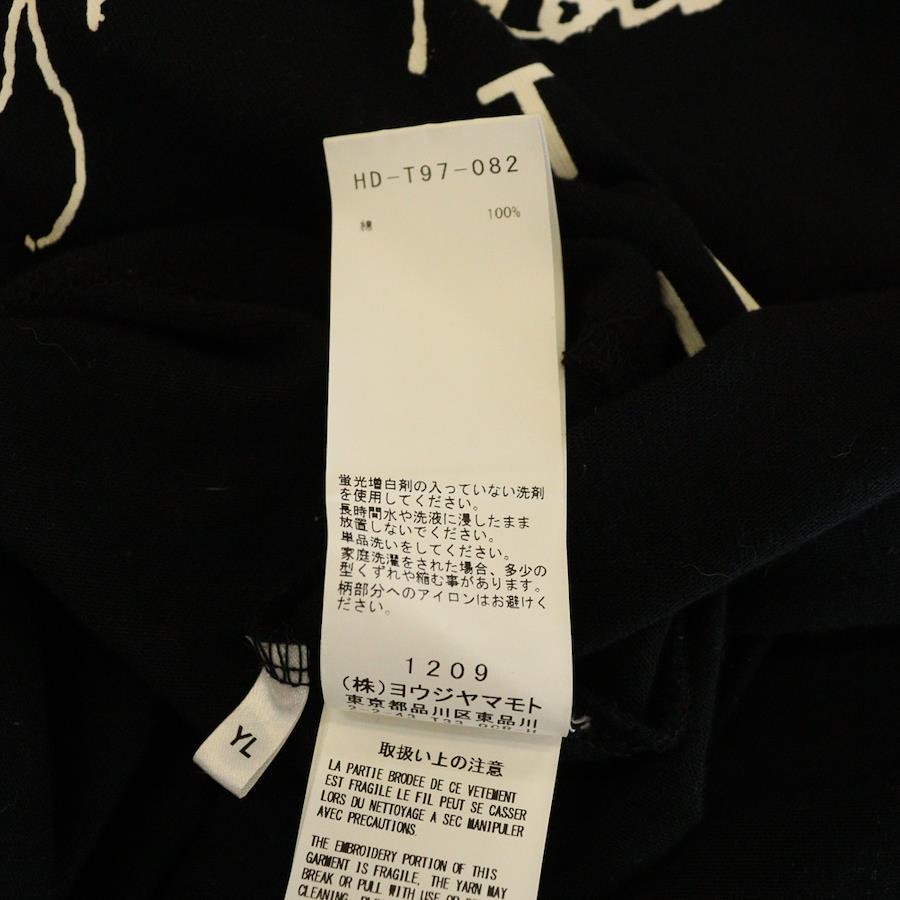 HD-T97-082
綿 100%
蛍光増白剤の入っていない洗剤
を使用してください。
長時間水や洗液に浸したまま
放置しないでください。
単品洗いをしてください。
家庭洗濯をされた場合、多少の
型くずれや縮む事があります。
柄部分へのアイロンはお避けく
ださい。
1209
(株)ヨウジヤマモト
東京都品川区東品川
2-2-43 T33
YL
取扱い上の注意
LA PARTIE BRODEE DE CE VETEMENT
EST FRAGILE LE FIL PEUT SE CASSER
LORS DU NETTOYAGE A SEC MANIPULER
AVEC PRECAUTIONS.
THE EMBROIDERY PORTION OF THIS
GARMENT IS FRAGILE, THE YARN MAY
BREAK OR PULL WITH USE OR
CLEANING,